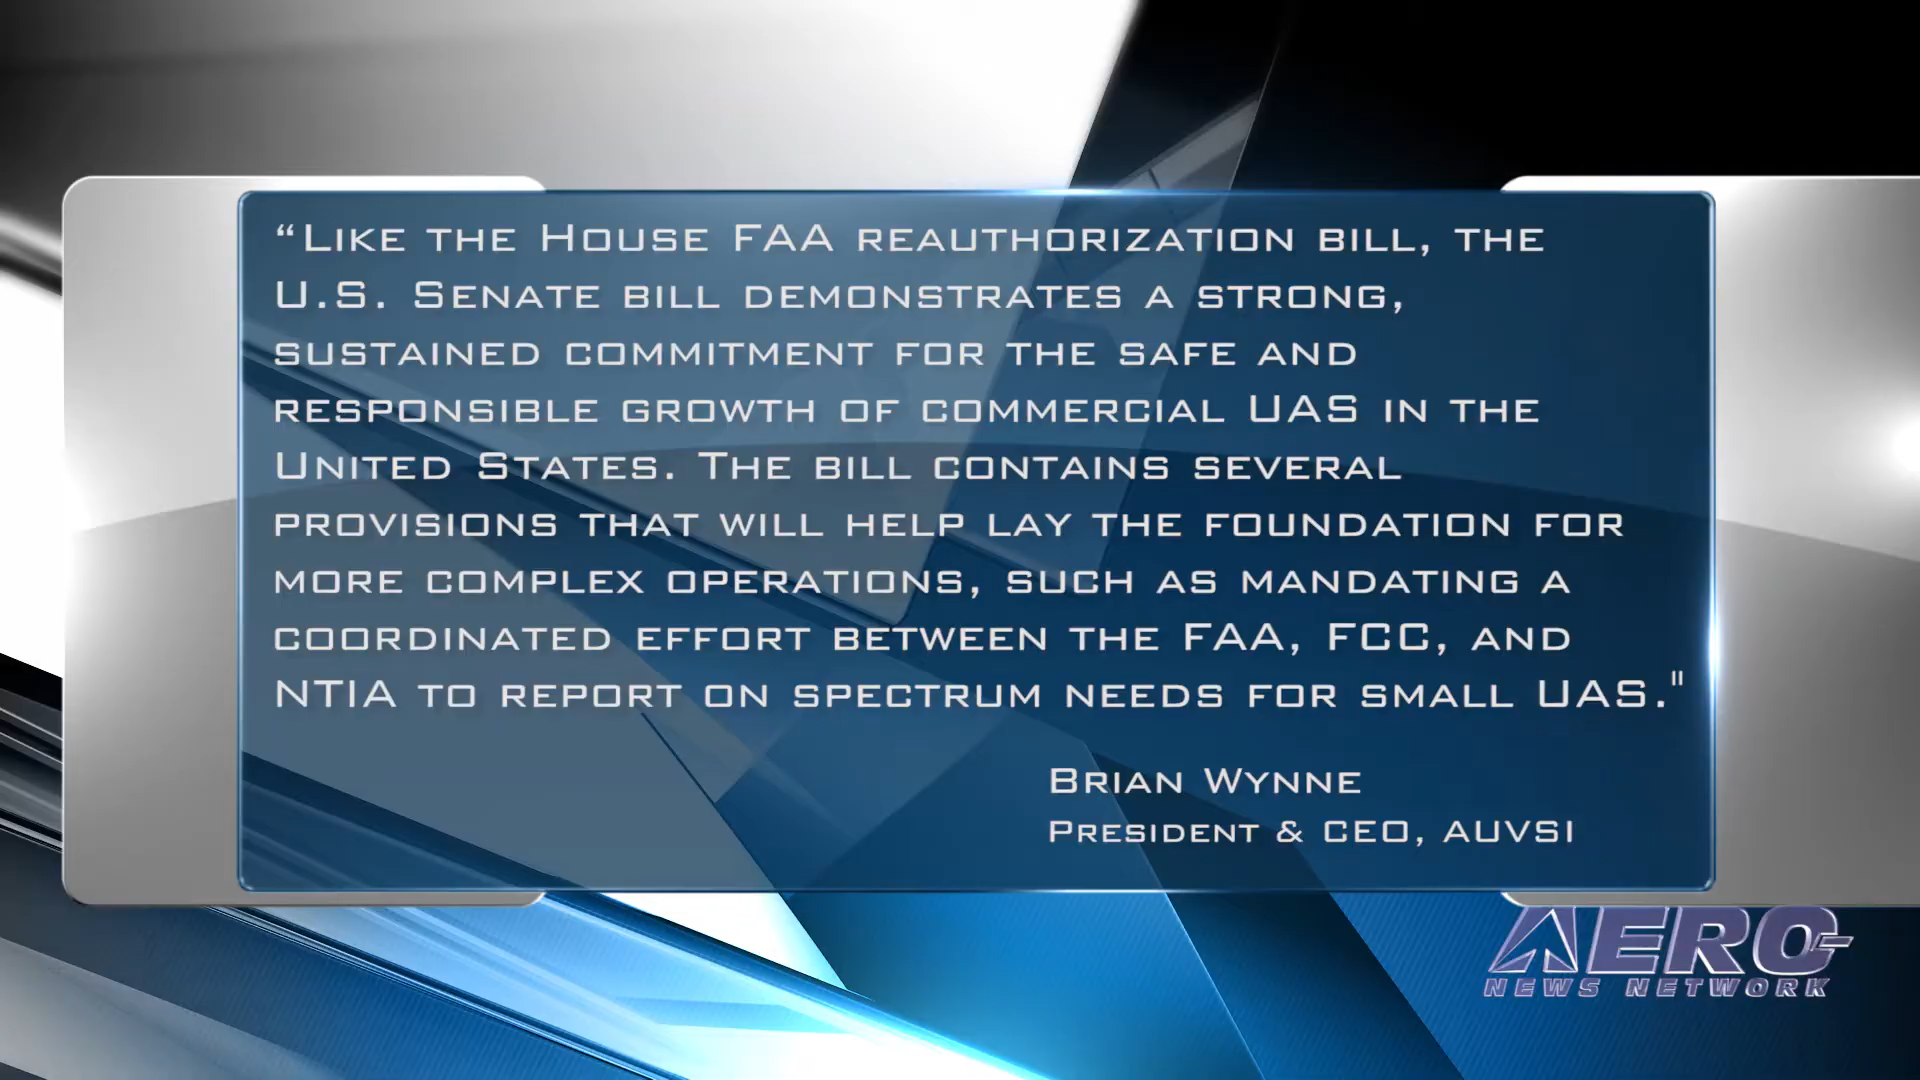 “Like the House FAA reauthorization bill, the
U.S. Senate bill demonstrates a strong,
sustained commitment for the safe and
responsible growth of commercial UAS in the
United States. The bill contains several
provisions that will help lay the foundation for
more complex operations, such as mandating a
coordinated effort between the FAA, FCC, and
NTIA to report on spectrum needs for small UAS."
Brian Wynne
President & CEO, AUVSI
AERO-
NEWS NETWORK